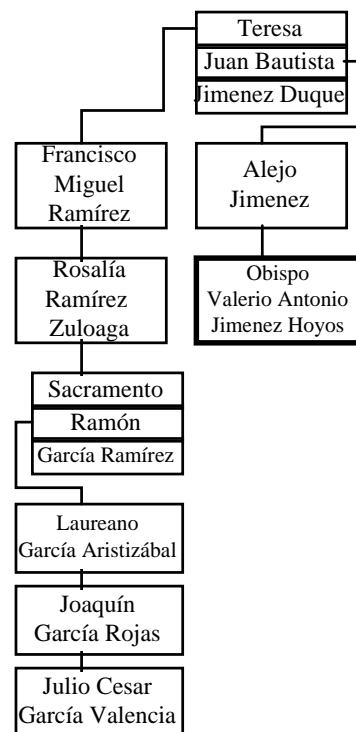 Teresa
Juan Bautista
Jimenez Duque
Francisco
Miguel
Ramírez
Alejo
Jimenez
Rosalía
Ramírez
Zuloaga
Obispo
Valerio Antonio
Jimenez Hoyos
Sacramento
Ramón
García Ramírez
Laureano
García Aristizábal
Joaquín
García Rojas
Julio Cesar
García Valencia